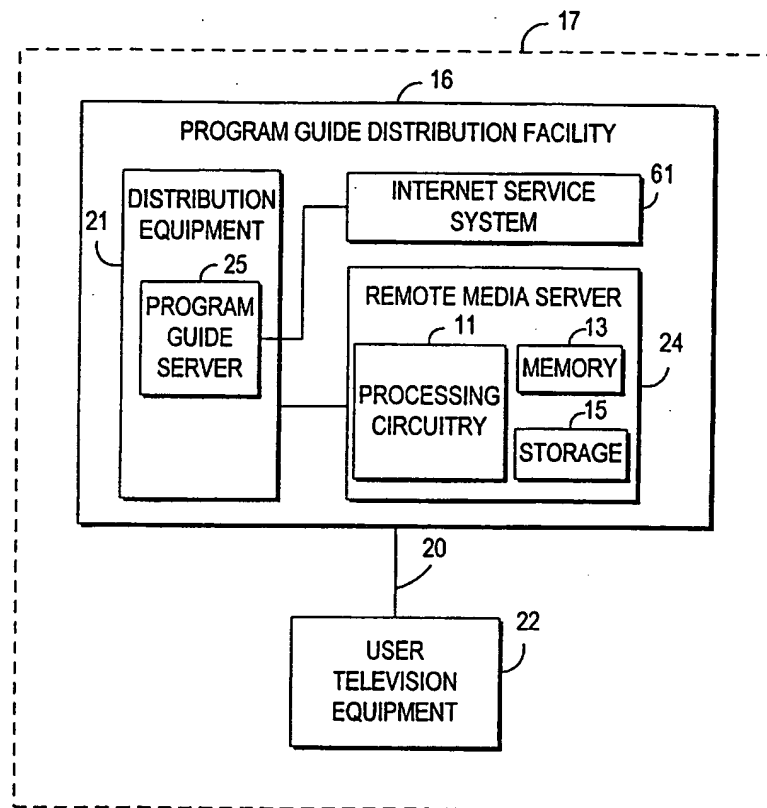 17
16
PROGRAM GUIDE DISTRIBUTION FACILITY
21
DISTRIBUTION
EQUIPMENT
25
PROGRAM
GUIDE
SERVER
INTERNET SERVICE
SYSTEM
61
REMOTE MEDIA SERVER
11
PROCESSING
CIRCUITRY
13
MEMORY
15
STORAGE
24
20
22
USER
TELEVISION
EQUIPMENT